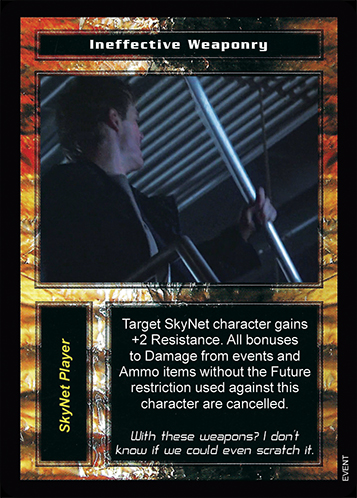 Ineffective Weaponry
SkyNet Player
Target SkyNet character gains
+2 Resistance. All bonuses
to Damage from events and
Ammo items without the Future
restriction used against this
character are cancelled.
With these weapons? I don't
know if we could even scratch it.
EVENT